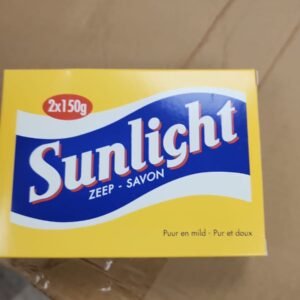 2x150g
Sunlight
ZEEP - SAVON
Puur en mild - Pur et doux